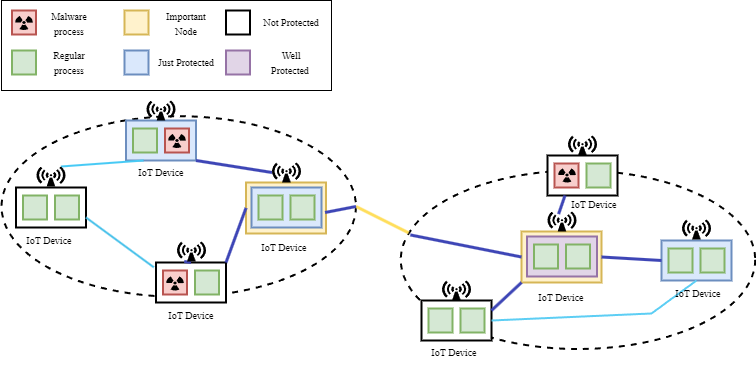 Malware
process
Important
Node
Not Protected
Regular
process
Just Protected
Well
Protected
IoT Device
IoT Device
IoT Device
IoT Device
IoT Device
IoT Device
IoT Device
IoT Device